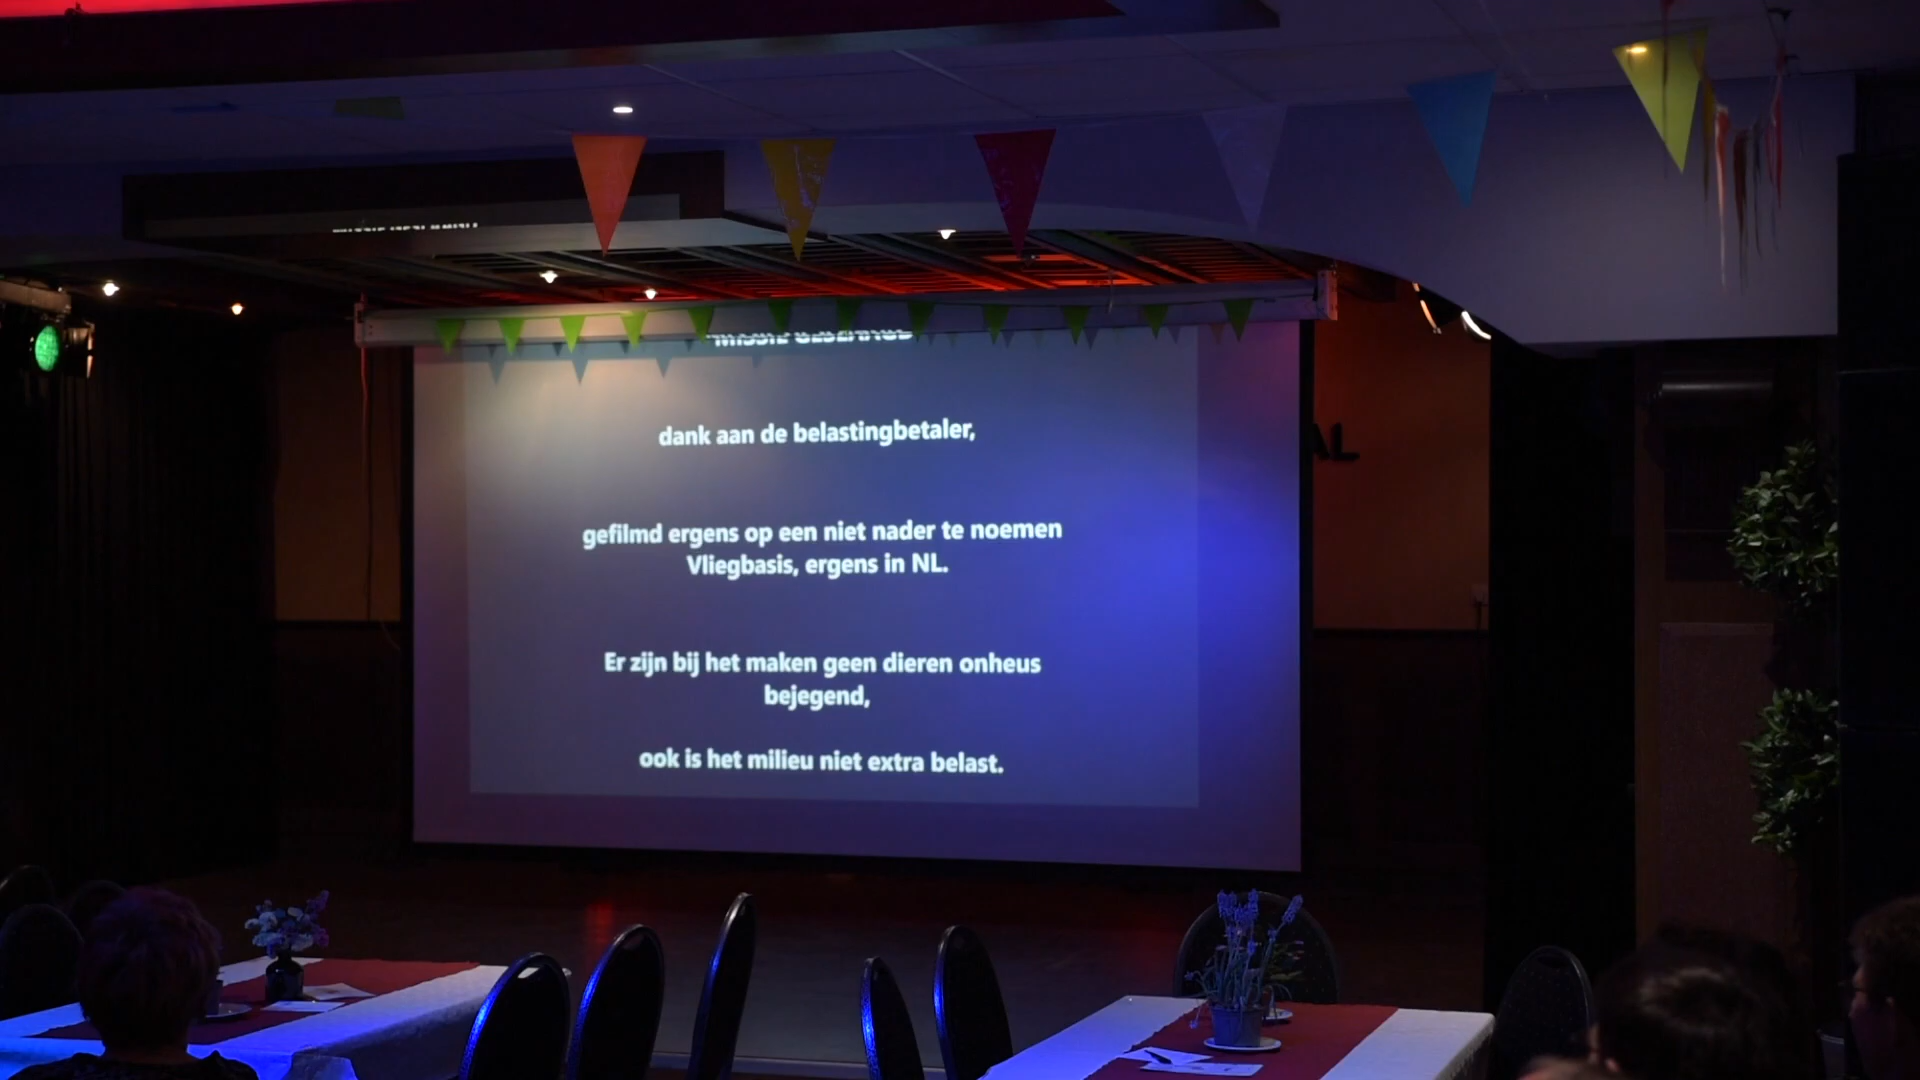 dank aan de belastingbetaler,
gefilmd ergens op een niet nader te noemen
Vliegbasis, ergens in NL.
Er zijn bij het maken geen dieren onheus
bejegend,
ook is het milieu niet extra belast.